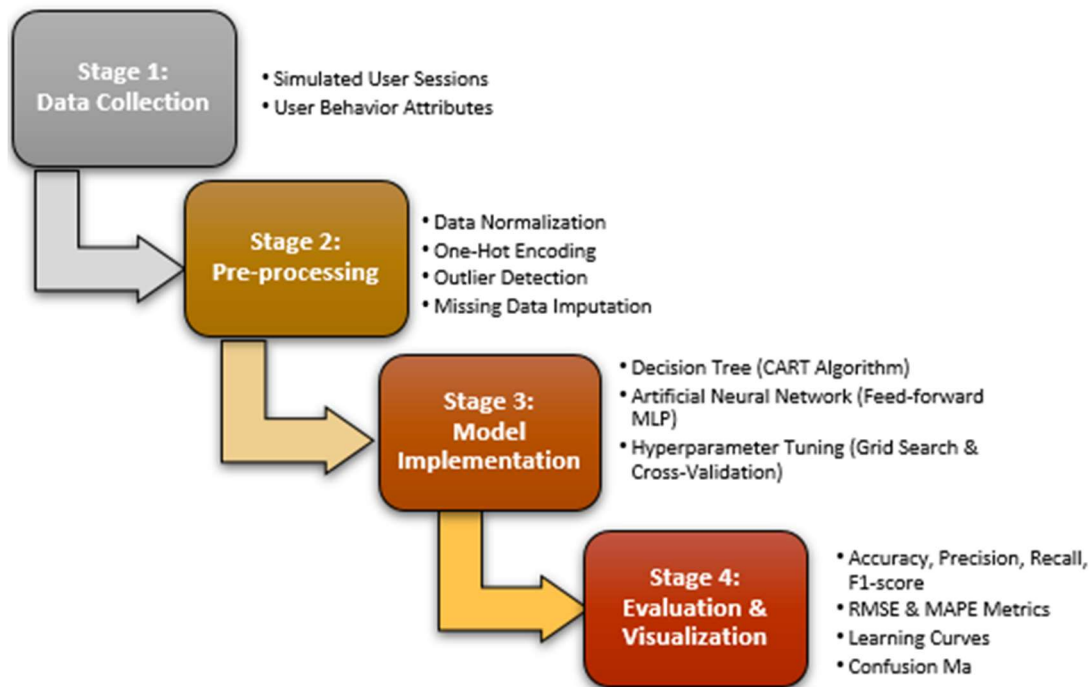 Stage 1:
Data Collection
• Simulated User Sessions
• User Behavior Attributes
Stage 2:
Pre-processing
• Data Normalization
• One-Hot Encoding
• Outlier Detection
• Missing Data Imputation
Stage 3:
Model
Implementation
• Decision Tree (CART Algorithm)
• Artificial Neural Network (Feed-forward
MLP)
• Hyperparameter Tuning (Grid Search &
Cross-Validation)
Stage 4:
Evaluation &
Visualization
• Accuracy, Precision, Recall,
F1-score
• RMSE & MAPE Metrics
• Learning Curves
• Confusion Ma